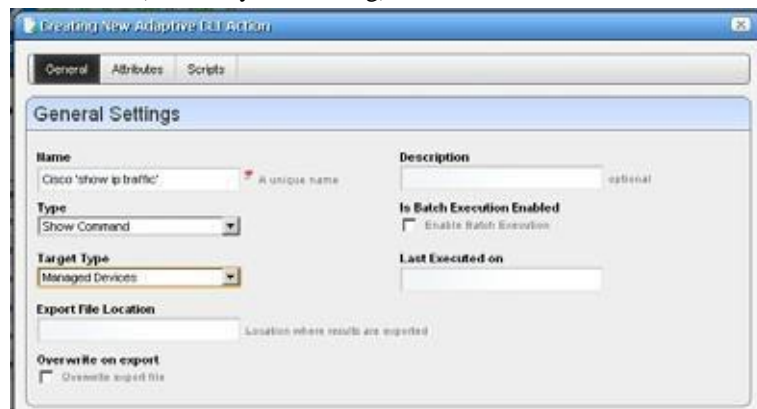 Creating New Adaptive CLI Action
General Attributes Scripts
General Settings
Name
Cisco 'show ip traffic'
A unique name
Description
optional
Type
Show Command
Is Batch Execution Enabled
Enable Batch Execution
Target Type
Managed Devices
Last Executed on
Export File Location
Location where results are exported
Overwrite on export
Overwrite export file